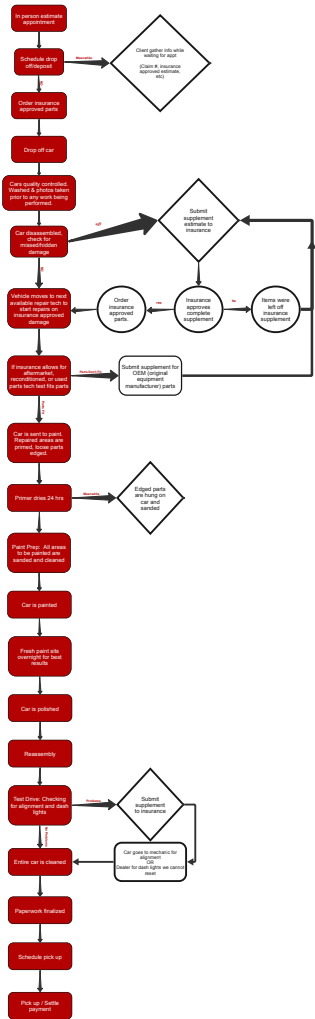 In person estimate
appointment
Schedule drop
off/deposit
Meanwhile
Client gather info while
waiting for appt
(Claim #, insurance
approved estimate,
etc)
Order insurance
approved parts
Drop off car
Cars quality controlled.
Washed & photos taken
prior to any work being
performed.
Car disassembled,
check for
missed/hidden
damage
Submit
supplement
estimate to
insurance
Vehicle moves to next
available repair tech to
start repairs on
insurance approved
damage
Order
insurance
approved
parts.
Yes
Insurance
approves
complete
supplement
No
Items were
left off
insurance
supplement
If insurance allows for
aftermarket,
reconditioned, or used
parts tech test fits parts
Submit supplement for
OEM (original
equipment
manufacturer) parts
Parts Fit
Car is sent to paint.
Repaired areas are
primed, loose parts
edged.
Primer dries 24 hrs
Meanwhile
Edged parts
are hung on
car and
sanded
Paint Prep: All areas
to be painted are
sanded and cleaned
Car is painted
Fresh paint sits
overnight for best
results
Car is polished
Reassembly
Test Drive: Checking
for alignment and dash
lights
Problems
Submit
supplement
to insurance
No Problems
Car goes to mechanic for
alignment
OR
Dealer for dash lights we cannot
reset
Entire car is cleaned
Paperwork finalized
Schedule pick up
Pick up / Settle
payment